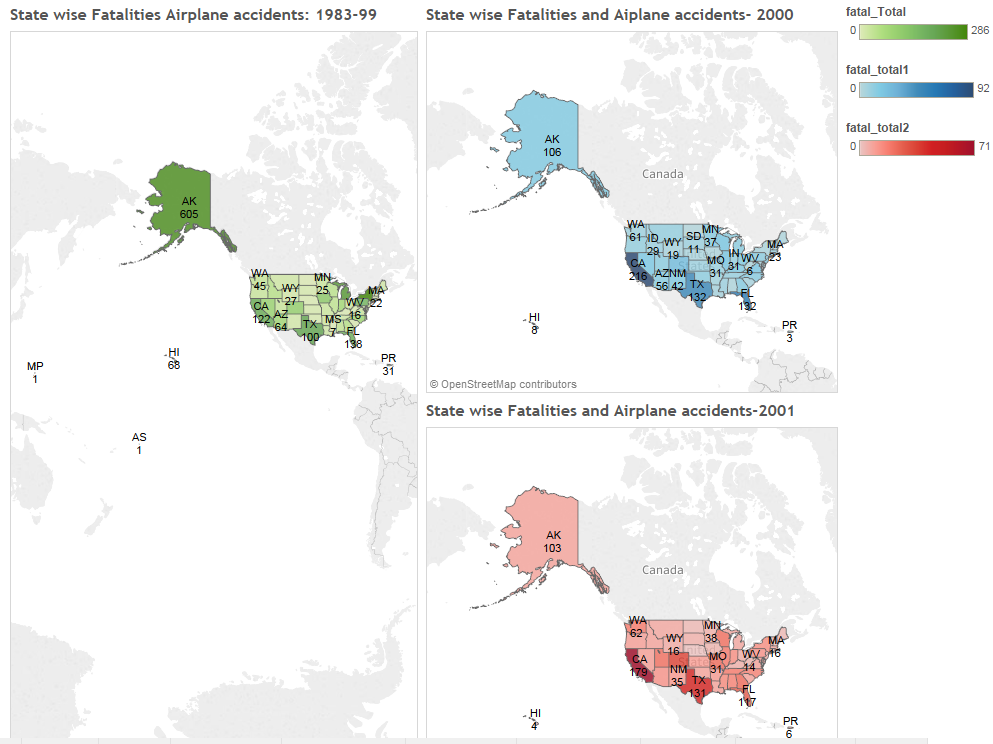 State wise Fatalities Airplane accidents: 1983-99
AK
605
WA
45
MN
25
WY
27
MA
22
CA
122
AZ
64
TX
100
MS
7
WV
16
FL
138
HI
68
PR
31
MP
1
AS
1
State wise Fatalities and Aiplane accidents- 2000
AK
106
Canada
WA
61
ID
29
WY
19
SD
11
MN
37
MA
23
CA
216
MO
31
IN
31
WV
6
AZ
56
NM
42
TX
132
FL
132
HI
8
PR
3
© OpenStreetMap contributors
State wise Fatalities and Airplane accidents-2001
AK
103
Canada
WA
62
WY
16
MN
38
MA
16
CA
179
NM
35
MO
31
WV
14
TX
131
FL
117
HI
4
PR
6
fatal_Total
0 286
fatal_total1
0 92
fatal_total2
0 71